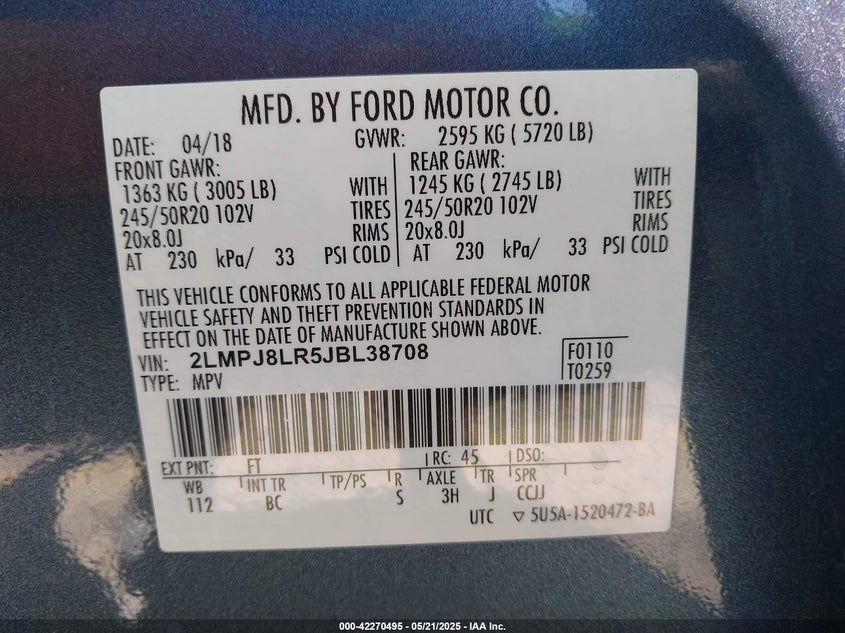 MFD. BY FORD MOTOR CO.
DATE: 04/18 GVWR: 2595 KG ( 5720 LB)
FRONT GAWR: REAR GAWR:
1363 KG ( 3005 LB) WITH 1245 KG ( 2745 LB) WITH
245/50R20 102V TIRES 245/50R20 102V TIRES
20x8.0J RIMS 20x8.0J RIMS
AT 230 kPa/ 33 PSI COLD AT 230 kPa/ 33 PSI COLD
THIS VEHICLE CONFORMS TO ALL APPLICABLE FEDERAL MOTOR
VEHICLE SAFETY AND THEFT PREVENTION STANDARDS IN
EFFECT ON THE DATE OF MANUFACTURE SHOWN ABOVE.
VIN: 2LMPJ8LR5JBL38708 F0110
TYPE: MPV T0259
EXT PNT: FT RC: 45 DSO:
WB INT TR TP/PS R AXLE TR SPR
112 BC S 3H J CCJJ
UTC ▽ 5U5A-1520472-BA
000-42270495 - 05/21/2025 - IAA Inc.